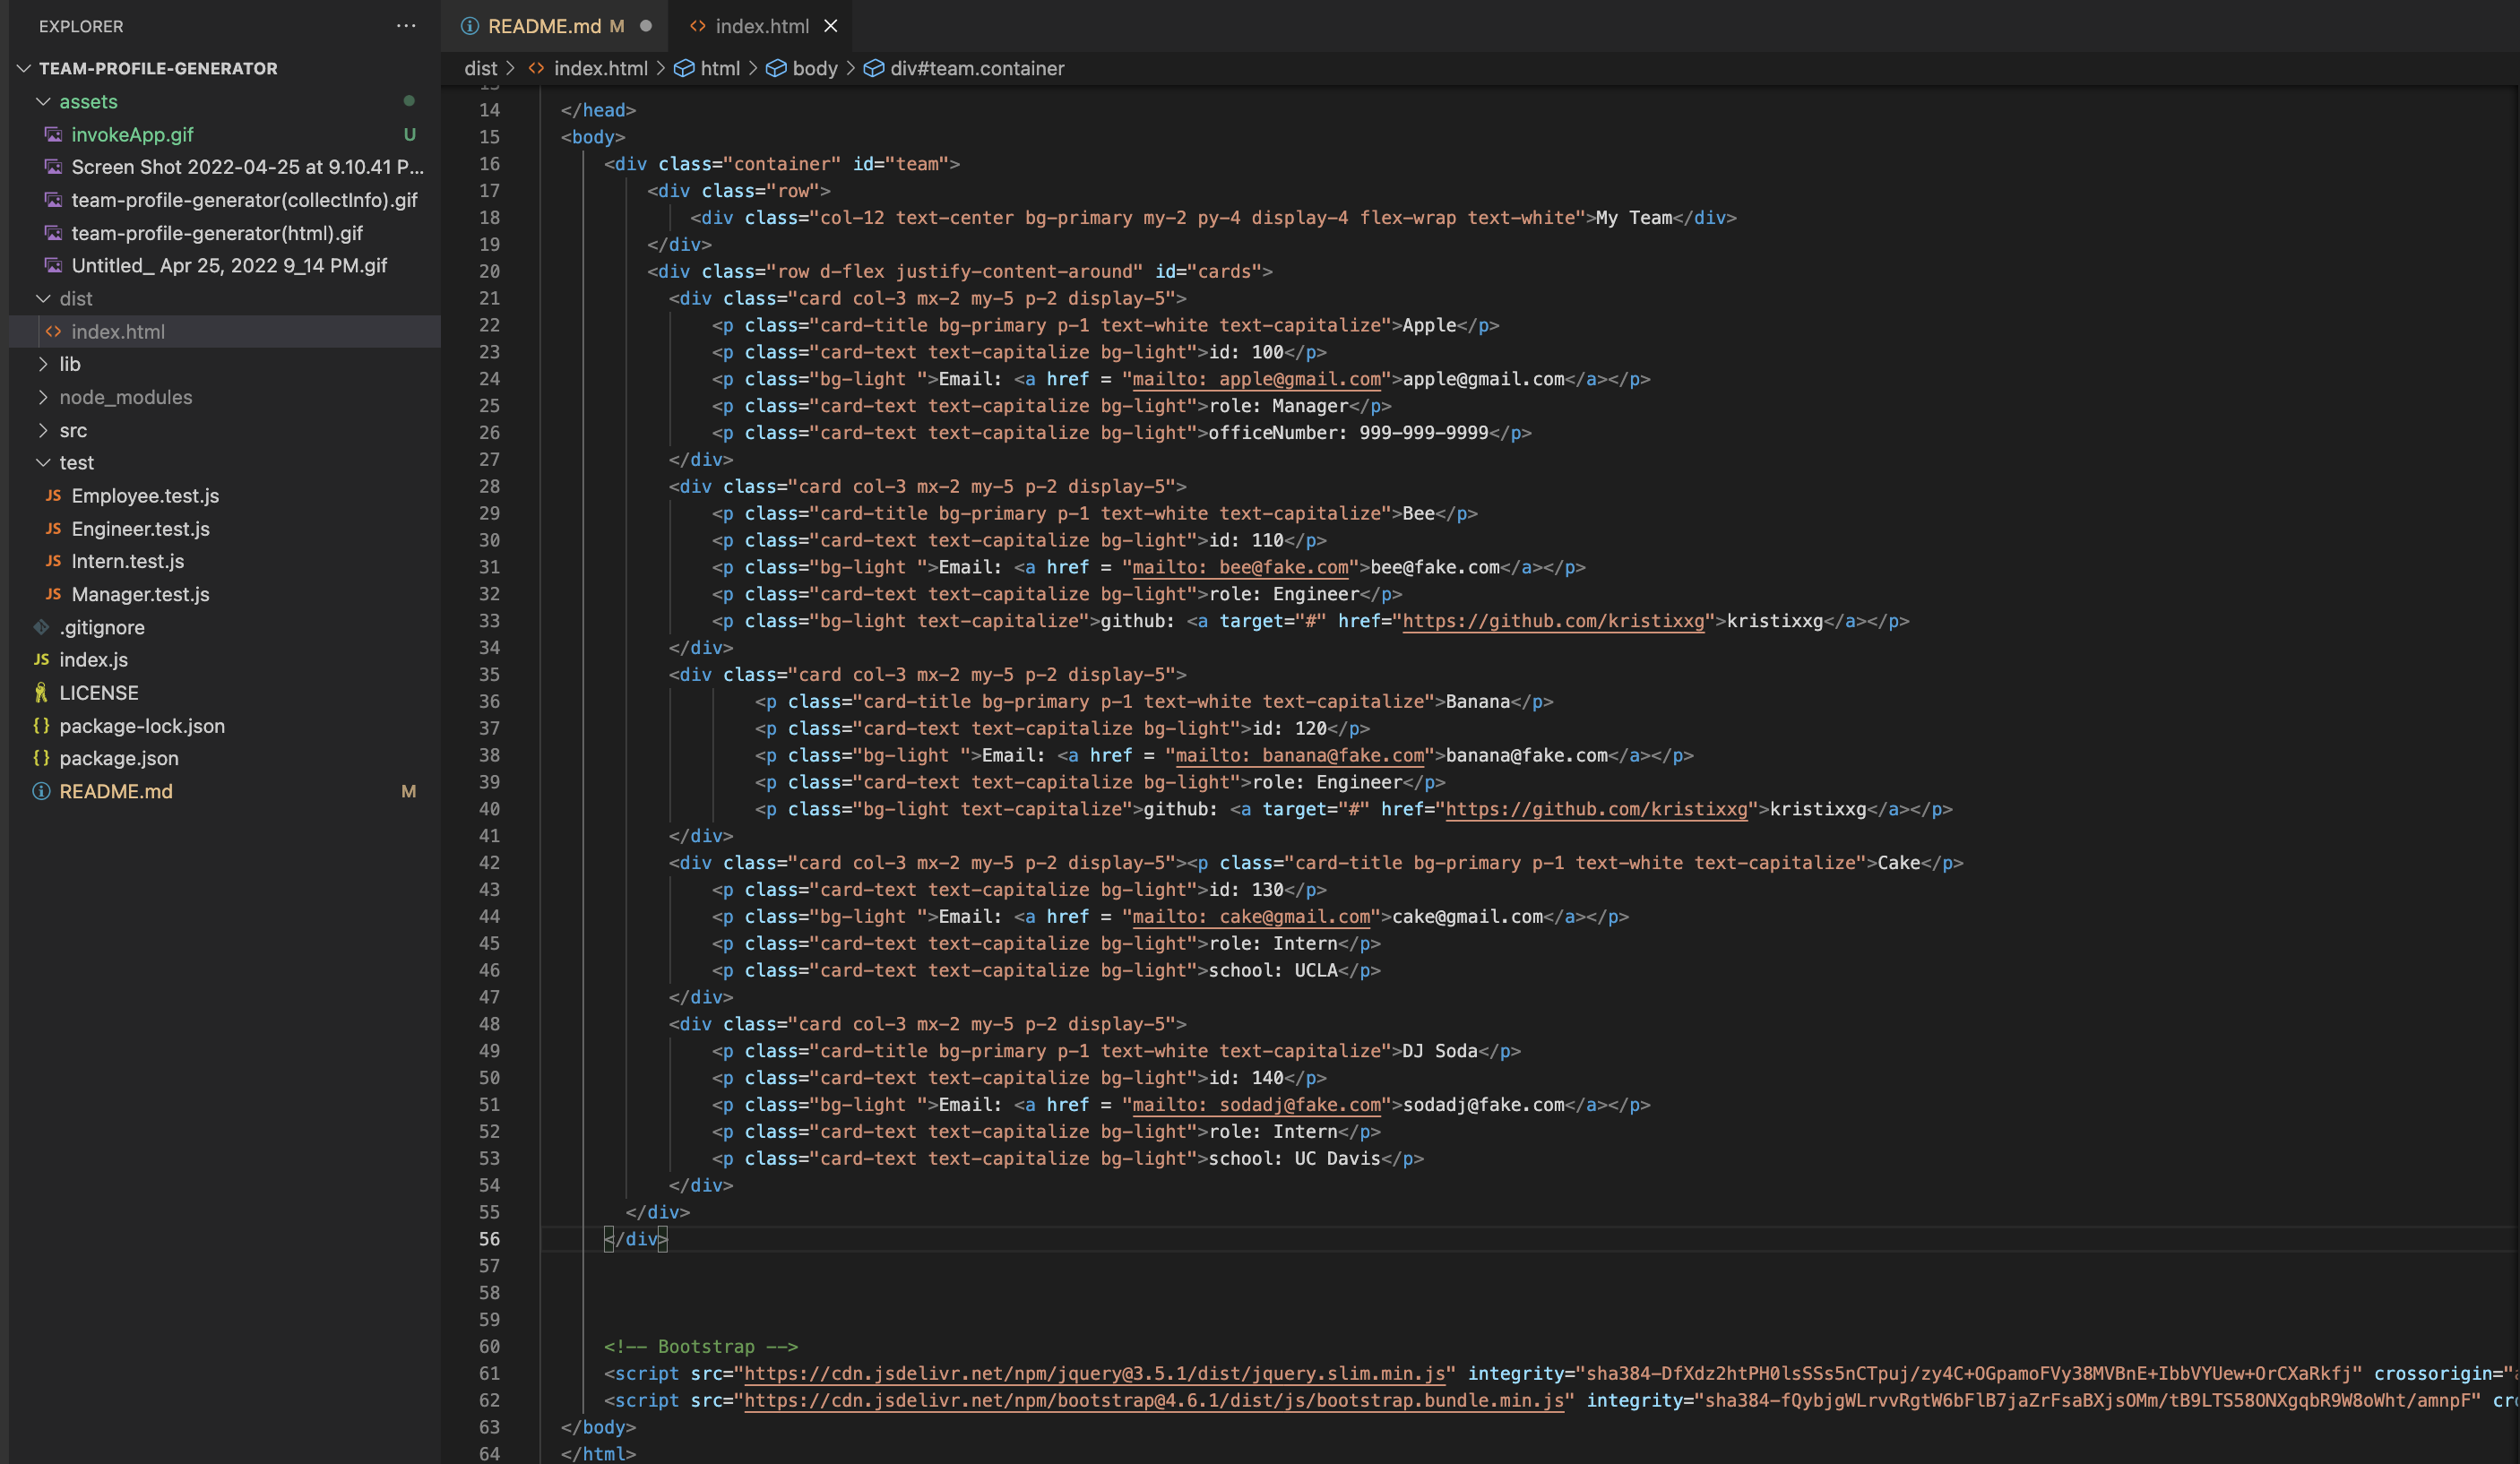 EXPLORER
TEAM-PROFILE-GENERATOR
assets
invokeApp.gif U
Screen Shot 2022-04-25 at 9.10.41 P...
team-profile-generator(collectInfo).gif
team-profile-generator(html).gif
Untitled_ Apr 25, 2022 9_14 PM.gif
dist
<> index.html
lib
node_modules
src
test
JS Employee.test.js
JS Engineer.test.js
JS Intern.test.js
JS Manager.test.js
.gitignore
JS index.js
LICENSE
{} package-lock.json
{} package.json
README.md M
README.md M
<> index.html
dist > <> index.html > html > body > div#team.container
14 </head>
15 <body>
16 <div class="container" id="team">
17 <div class="row">
18 <div class="col-12 text-center bg-primary my-2 py-4 display-4 flex-wrap text-white">My Team</div>
19 </div>
20 <div class="row d-flex justify-content-around" id="cards">
21 <div class="card col-3 mx-2 my-5 p-2 display-5">
22 <p class="card-title bg-primary p-1 text-white text-capitalize">Apple</p>
23 <p class="card-text text-capitalize bg-light">id: 100</p>
24 <p class="bg-light ">Email: <a href = "mailto: apple@gmail.com">apple@gmail.com</a></p>
25 <p class="card-text text-capitalize bg-light">role: Manager</p>
26 <p class="card-text text-capitalize bg-light">officeNumber: 999-999-9999</p>
27 </div>
28 <div class="card col-3 mx-2 my-5 p-2 display-5">
29 <p class="card-title bg-primary p-1 text-white text-capitalize">Bee</p>
30 <p class="card-text text-capitalize bg-light">id: 110</p>
31 <p class="bg-light ">Email: <a href = "mailto: bee@fake.com">bee@fake.com</a></p>
32 <p class="card-text text-capitalize bg-light">role: Engineer</p>
33 <p class="bg-light text-capitalize">github: <a target="#" href="https://github.com/kristixxg">kristixxg</a></p>
34 </div>
35 <div class="card col-3 mx-2 my-5 p-2 display-5">
36 <p class="card-title bg-primary p-1 text-white text-capitalize">Banana</p>
37 <p class="card-text text-capitalize bg-light">id: 120</p>
38 <p class="bg-light ">Email: <a href = "mailto: banana@fake.com">banana@fake.com</a></p>
39 <p class="card-text text-capitalize bg-light">role: Engineer</p>
40 <p class="bg-light text-capitalize">github: <a target="#" href="https://github.com/kristixxg">kristixxg</a></p>
41 </div>
42 <div class="card col-3 mx-2 my-5 p-2 display-5"><p class="card-title bg-primary p-1 text-white text-capitalize">Cake</p>
43 <p class="card-text text-capitalize bg-light">id: 130</p>
44 <p class="bg-light ">Email: <a href = "mailto: cake@gmail.com">cake@gmail.com</a></p>
45 <p class="card-text text-capitalize bg-light">role: Intern</p>
46 <p class="card-text text-capitalize bg-light">school: UCLA</p>
47 </div>
48 <div class="card col-3 mx-2 my-5 p-2 display-5">
49 <p class="card-title bg-primary p-1 text-white text-capitalize">DJ Soda</p>
50 <p class="card-text text-capitalize bg-light">id: 140</p>
51 <p class="bg-light ">Email: <a href = "mailto: sodadj@fake.com">sodadj@fake.com</a></p>
52 <p class="card-text text-capitalize bg-light">role: Intern</p>
53 <p class="card-text text-capitalize bg-light">school: UC Davis</p>
54 </div>
55 </div>
56 </div>
57
58
59
60 <!-- Bootstrap -->
61 <script src="https://cdn.jsdelivr.net/npm/jquery@3.5.1/dist/jquery.slim.min.js" integrity="sha384-DfXdz2htPH0lsSSs5nCTpuj/zy4C+OGpamoFVy38MVBnE+IbbVYUew+OrCXaRkfj" crossorigin="
62 <script src="https://cdn.jsdelivr.net/npm/bootstrap@4.6.1/dist/js/bootstrap.bundle.min.js" integrity="sha384-fQybjgWLrvvRgtW6bFlB7jaZrFsaBXjsOMm/tB9LTS58ONXgqbR9W8oWht/amnpF"
63 </body>
64 </html>